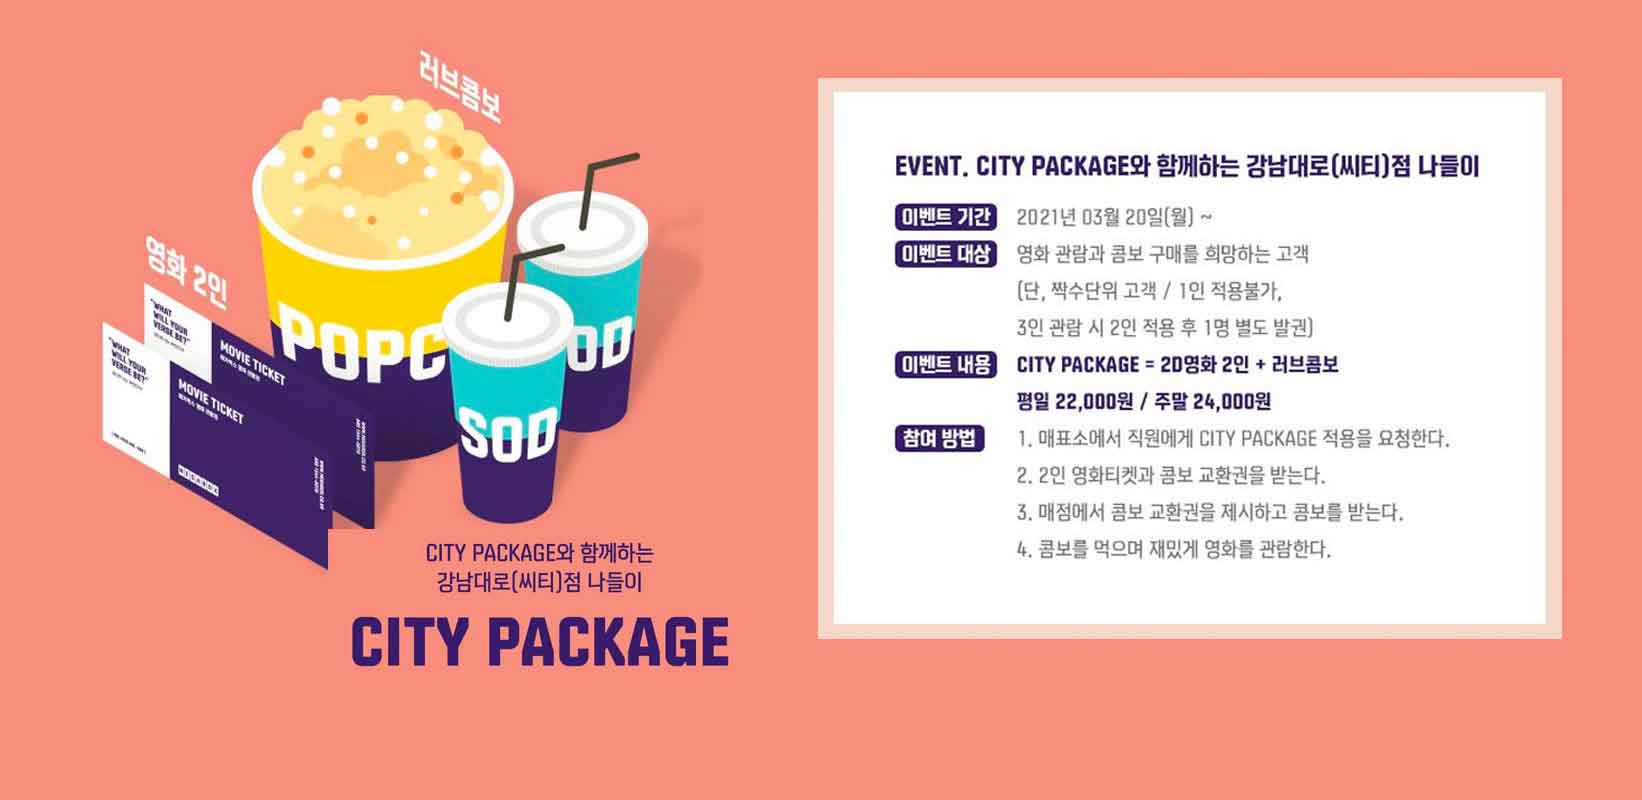 러브콤보
영화 2인
POPC
SOD
OD
"WHAT
WILL YOUR
VERSE BE?"
MOVIE TICKET
"WHAT
WILL YOUR
VERSE BE?"
MOVIE TICKET
CITY PACKAGE와 함께하는
강남대로(씨티)점 나들이
CITY PACKAGE
EVENT. CITY PACKAGE와 함께하는 강남대로(씨티)점 나들이
이벤트 기간 2021년 03월 20일(월) ~
이벤트 대상 영화 관람과 콤보 구매를 희망하는 고객
(단, 짝수단위 고객 / 1인 적용불가,
3인 관람 시 2인 적용 후 1명 별도 발권)
이벤트 내용 CITY PACKAGE = 2D영화 2인 + 러브콤보
평일 22,000원 / 주말 24,000원
참여 방법 1. 매표소에서 직원에게 CITY PACKAGE 적용을 요청한다.
2. 2인 영화티켓과 콤보 교환권을 받는다.
3. 매점에서 콤보 교환권을 제시하고 콤보를 받는다.
4. 콤보를 먹으며 재밌게 영화를 관람한다.